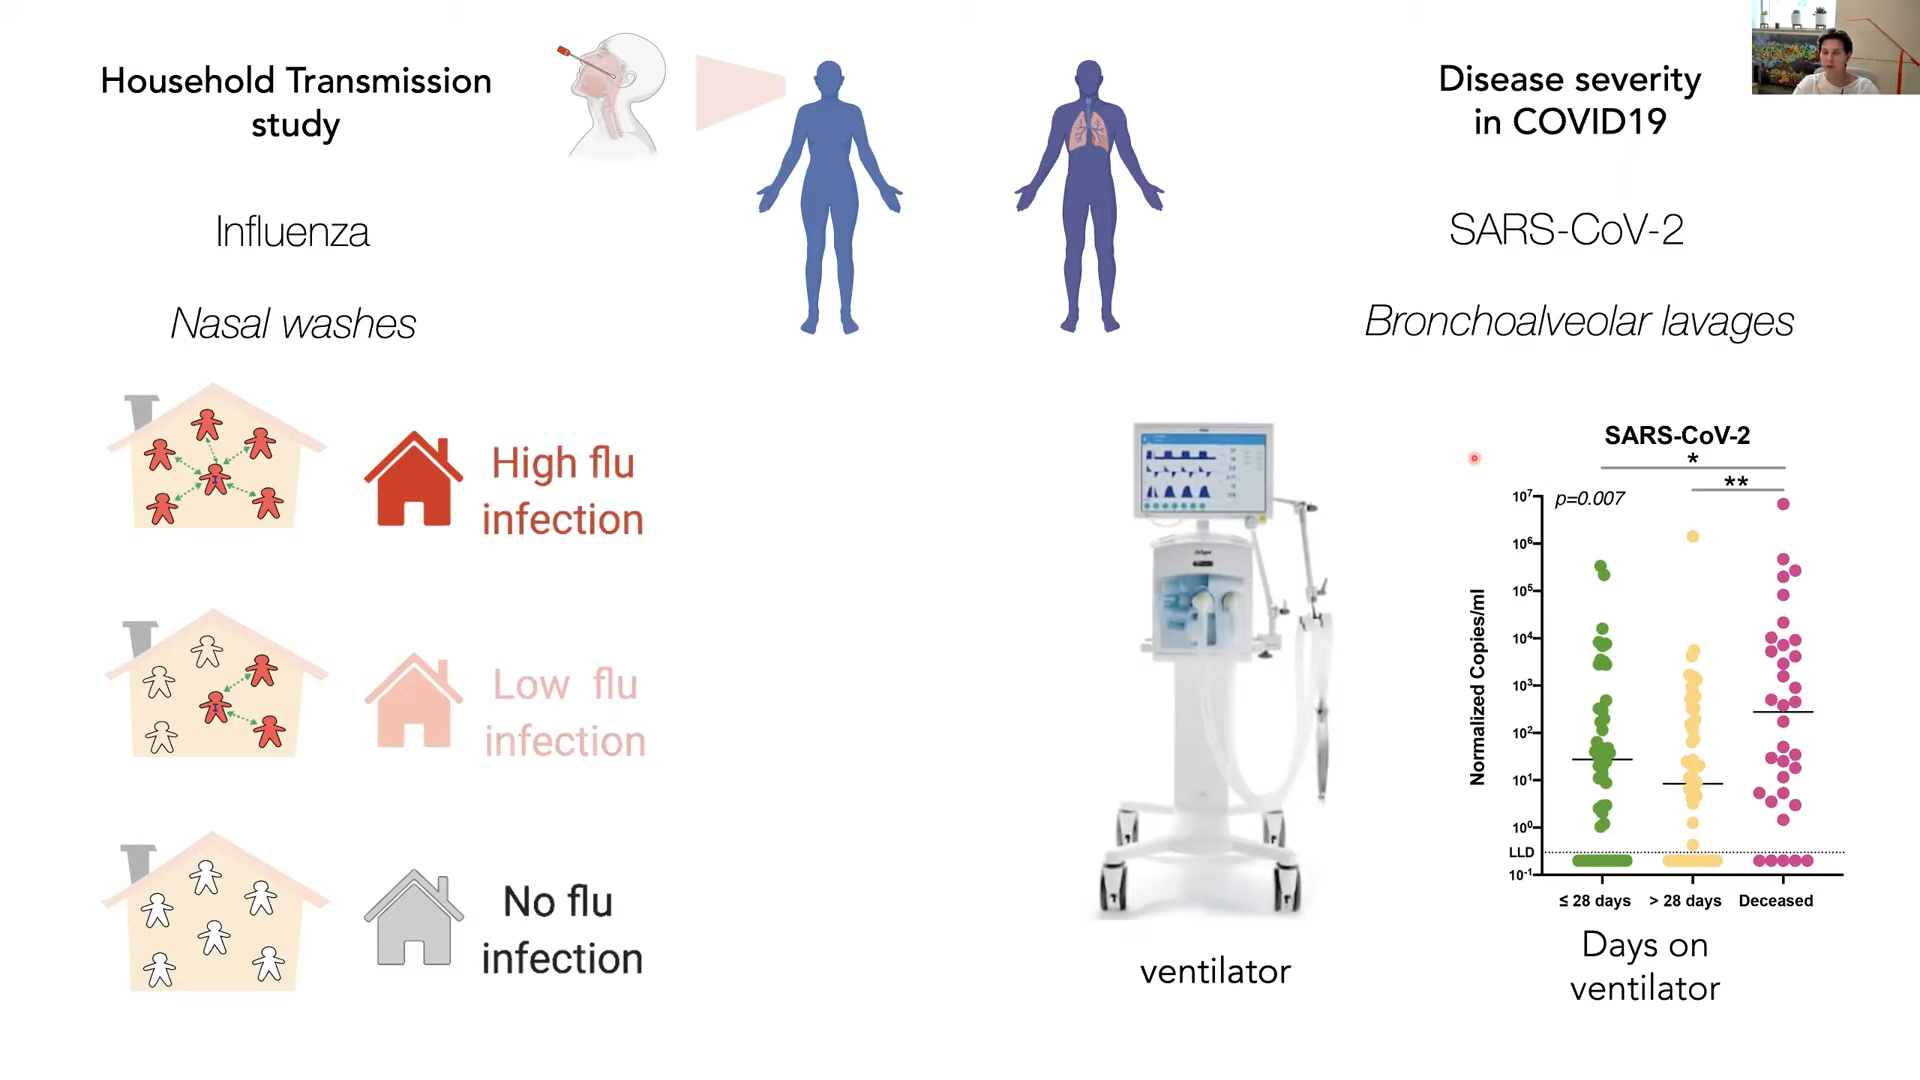 Household Transmission
study
Influenza
Nasal washes
High flu
infection
Low flu
infection
No flu
infection
Disease severity
in COVID19
SARS-CoV-2
Bronchoalveolar lavages
ventilator
SARS-CoV-2
*
**
p=0.007
Normalized Copies/ml
10⁷
10⁶
10⁵
10⁴
10³
10²
10¹
10⁰
LLD
10⁻¹
≤ 28 days
> 28 days
Deceased
Days on
ventilator